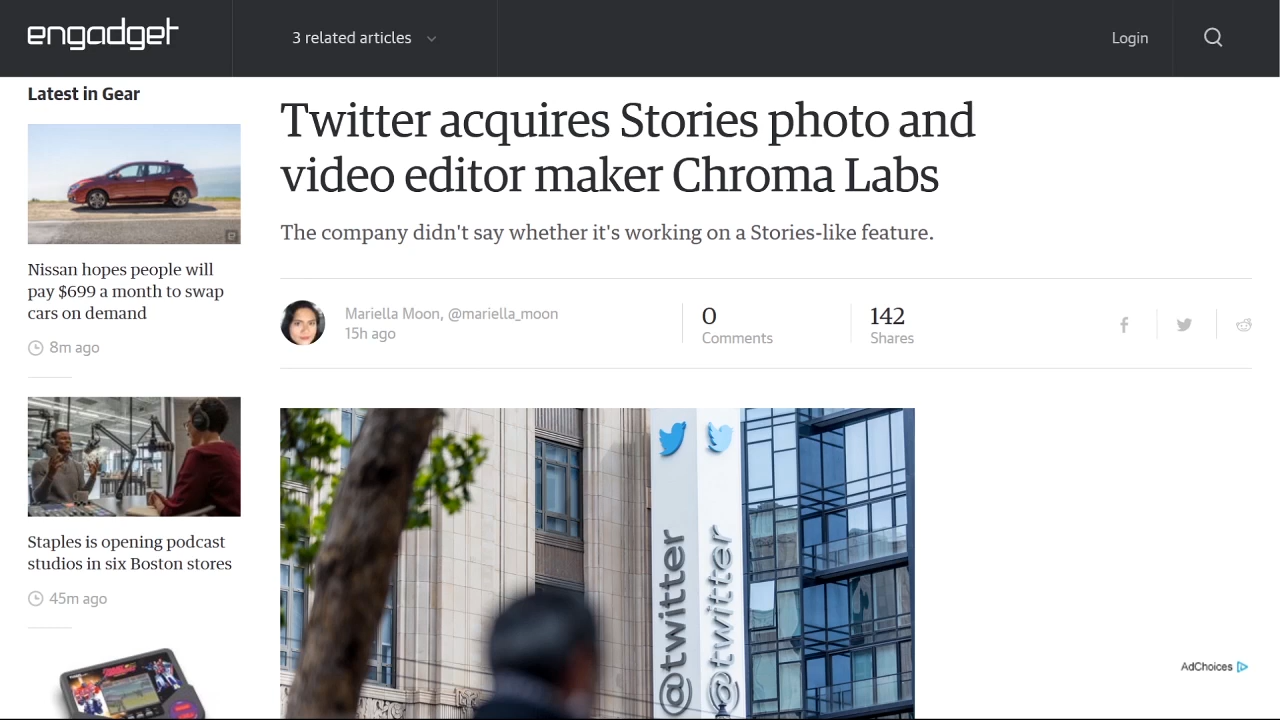 engadget
3 related articles
Login
Latest in Gear
Nissan hopes people will
pay $699 a month to swap
cars on demand
8m ago
Staples is opening podcast
studios in six Boston stores
45m ago
Twitter acquires Stories photo and
video editor maker Chroma Labs
The company didn't say whether it's working on a Stories-like feature.
Mariella Moon, @mariella_moon
15h ago
0
Comments
142
Shares
@twitter
@twitter
AdChoices